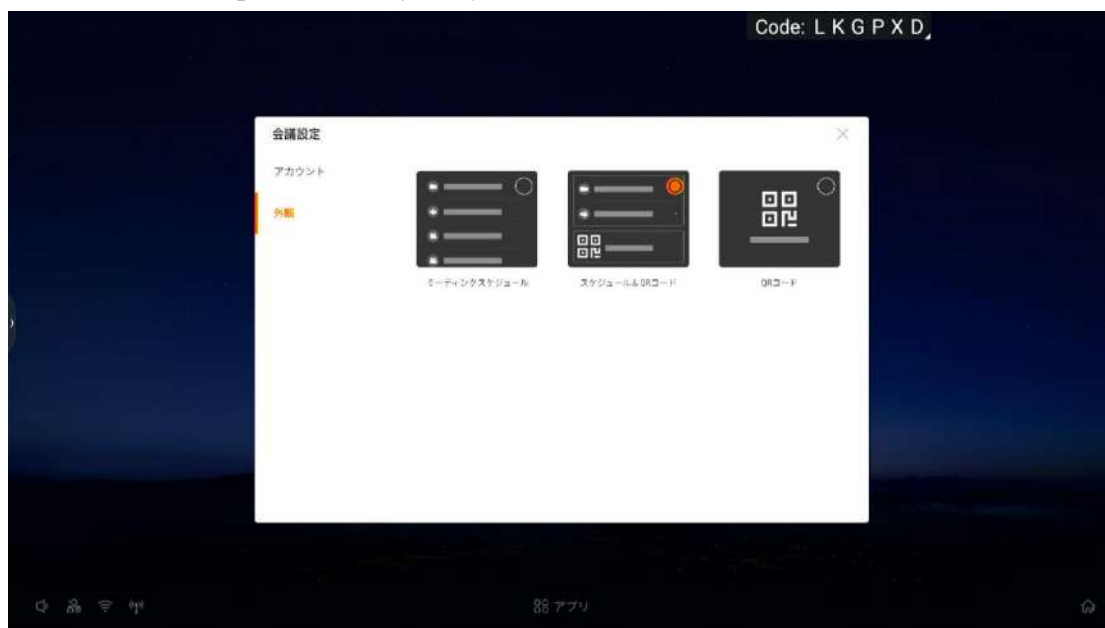 Code: L K G P X D
会議設定
アカウント
外観
ミーティングスケジュール
スケジュール&QRコード
QRコード
アプリ